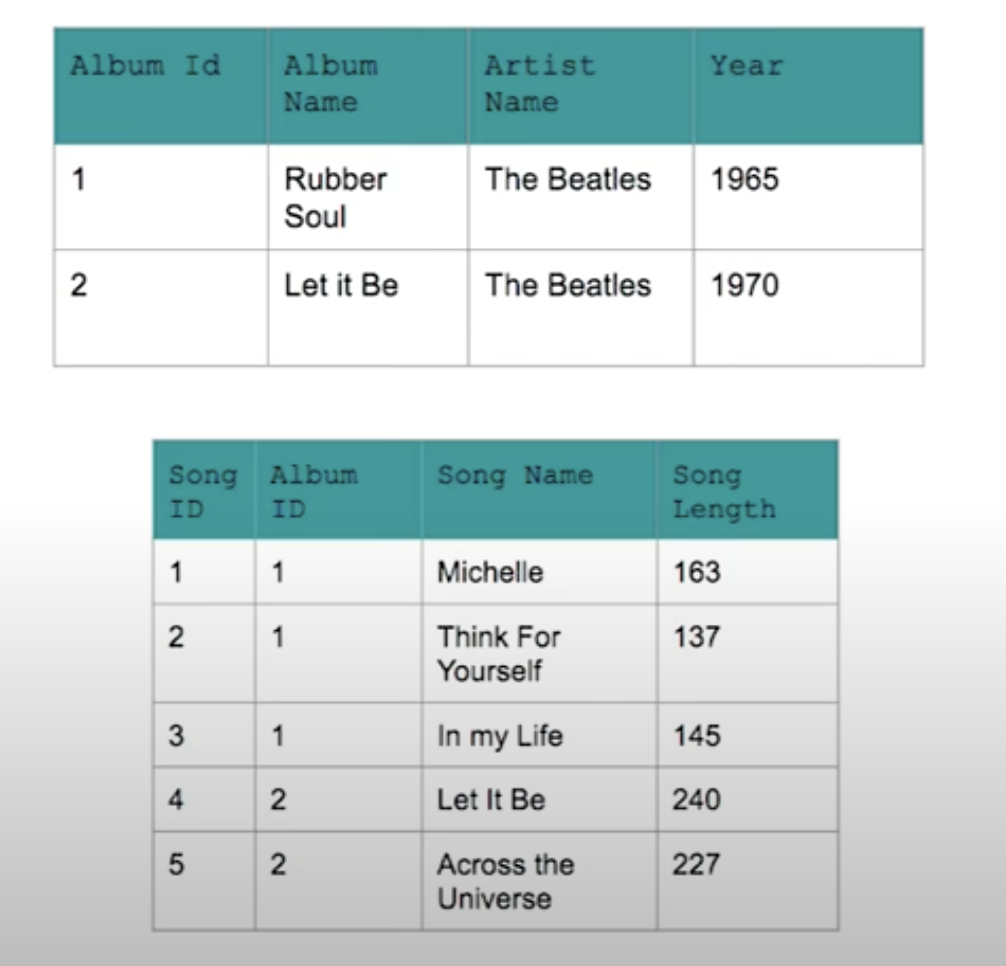 Album Id Album Name Artist Name Year
1 Rubber Soul The Beatles 1965
2 Let it Be The Beatles 1970
Song ID Album ID Song Name Song Length
1 1 Michelle 163
2 1 Think For Yourself 137
3 1 In my Life 145
4 2 Let It Be 240
5 2 Across the Universe 227